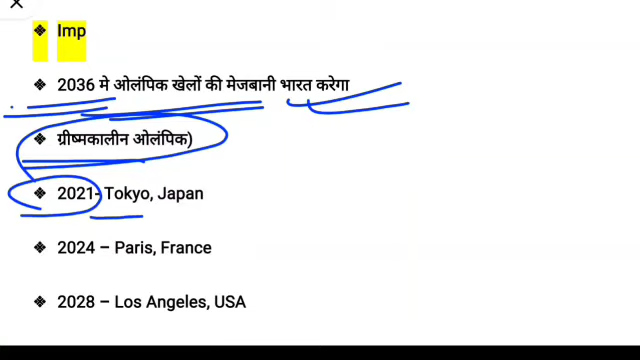 ❖ Imp
❖ 2036 मे ओलंपिक खेलों की मेजबानी भारत करेगा
❖ ग्रीष्मकालीन ओलंपिक)
❖ 2021- Tokyo, Japan
❖ 2024 – Paris, France
❖ 2028 – Los Angeles, USA